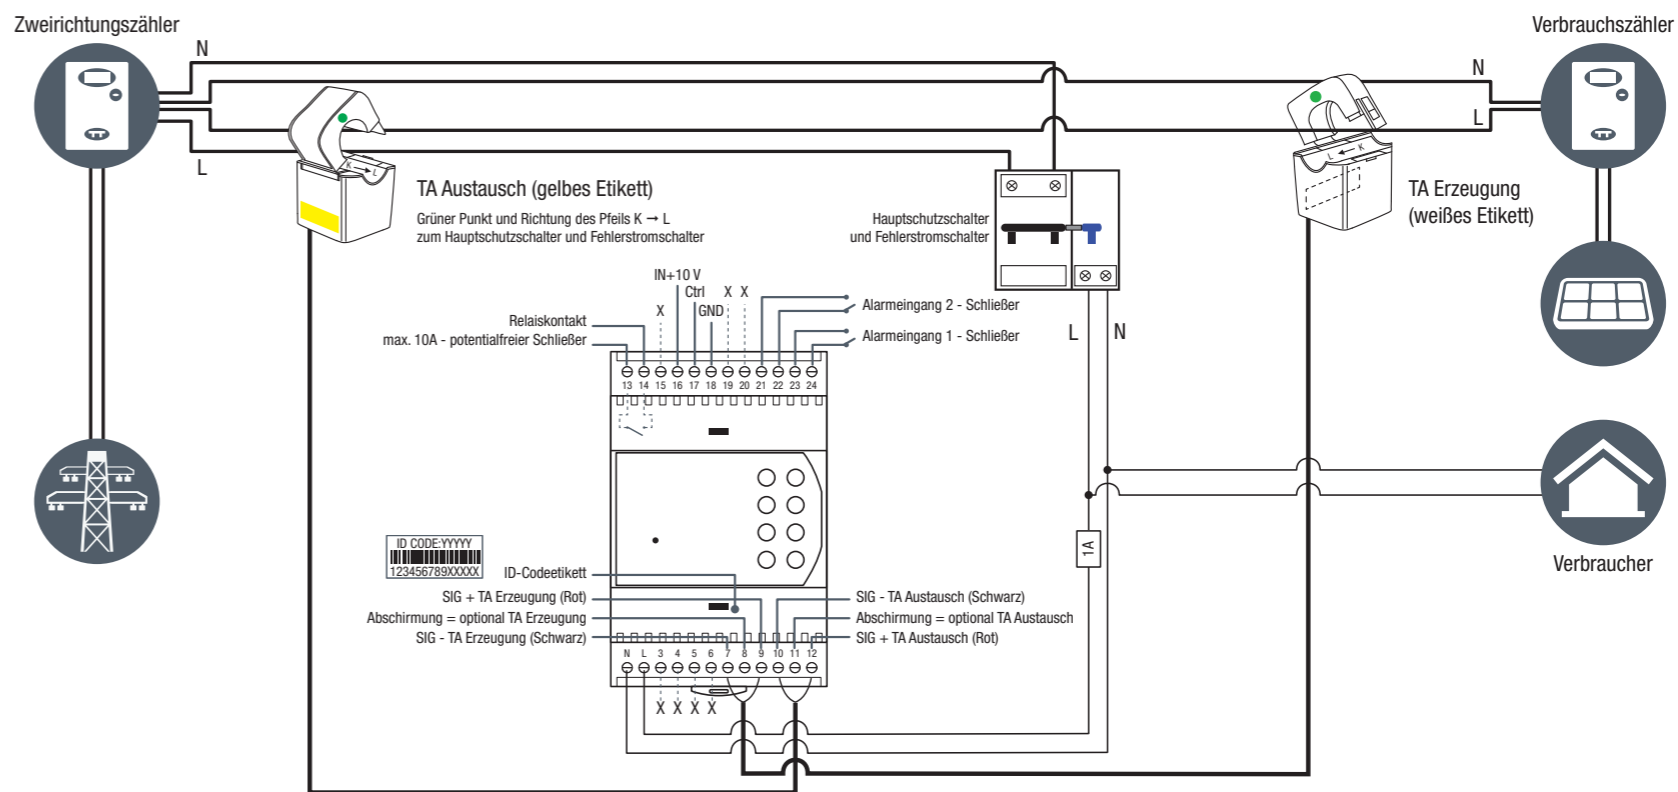 Zweirichtungszähler
Verbrauchszähler
N
N
L
L
K → L
L ← K
TA Austausch (gelbes Etikett)
Grüner Punkt und Richtung des Pfeils K → L
zum Hauptschutzschalter und Fehlerstromschalter
Hauptschutzschalter
und Fehlerstromschalter
TA Erzeugung
(weißes Etikett)
IN+10 V
Ctrl
X X
X
GND
Relaiskontakt
max. 10A - potentialfreier Schließer
Alarmeingang 2 - Schließer
Alarmeingang 1 - Schließer
L N
13 14 15 16 17 18 19 20 21 22 23 24
1A
Verbraucher
ID CODE:YYYYY
123456789XXXXX
ID-Codeetikett
SIG + TA Erzeugung (Rot)
Abschirmung = optional TA Erzeugung
SIG - TA Erzeugung (Schwarz)
SIG - TA Austausch (Schwarz)
Abschirmung = optional TA Austausch
SIG + TA Austausch (Rot)
N L 3 4 5 6 7 8 9 10 11 12
X X X X